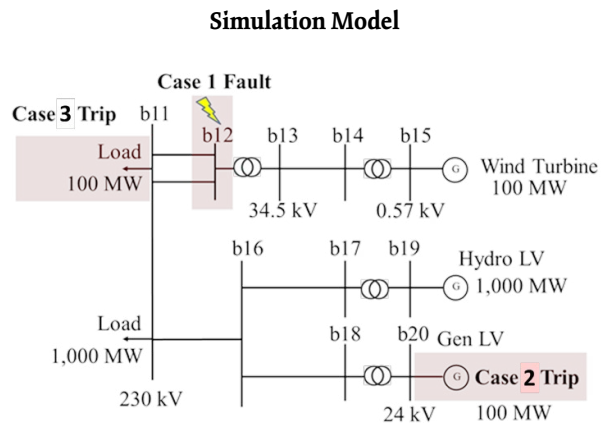 Simulation Model
Case 1 Fault
Case 3 Trip
b11
b12
b13
b14
b15
Load
100 MW
G
Wind Turbine
100 MW
34.5 kV
0.57 kV
b16
b17
b19
Hydro LV
G
1,000 MW
Load
1,000 MW
b18
b20
Gen LV
G
Case 2 Trip
230 kV
24 kV
100 MW